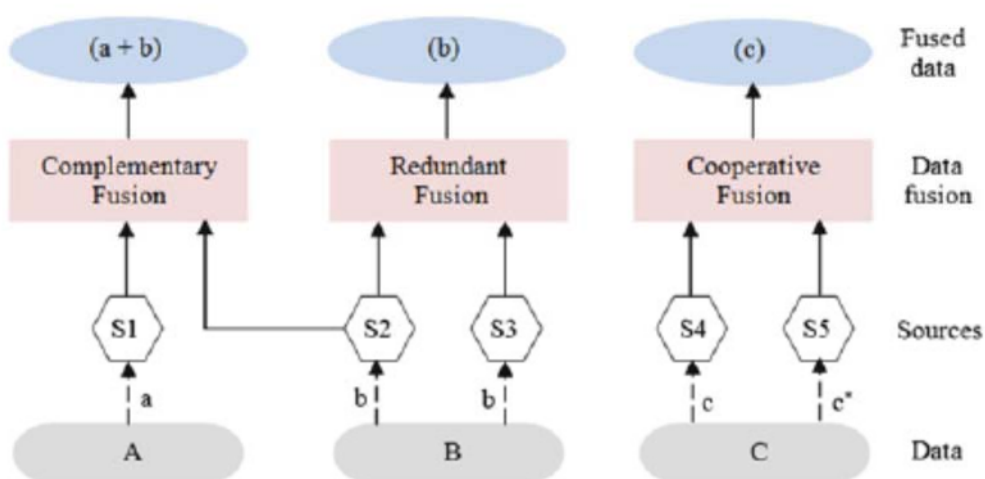 (a + b)
(b)
(c)
Fused
data
Complementary
Fusion
Redundant
Fusion
Cooperative
Fusion
Data
fusion
S1
S2
S3
S4
S5
Sources
a
b
b
c
c*
A
B
C
Data